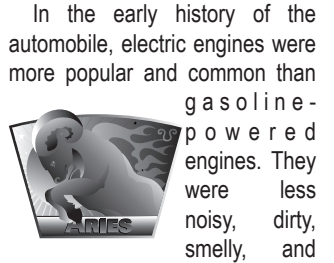 In the early history of the
automobile, electric engines were
more popular and common than
gasoline-
powered
engines. They
were less
noisy, dirty,
smelly, and
ARIES